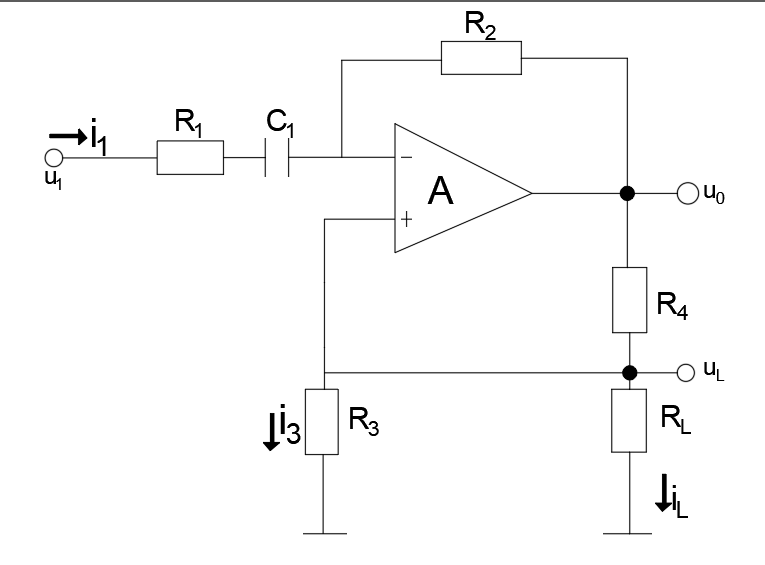 R2
i1
R1
C1
u1
−
A
+
u0
R4
uL
i3
R3
RL
iL